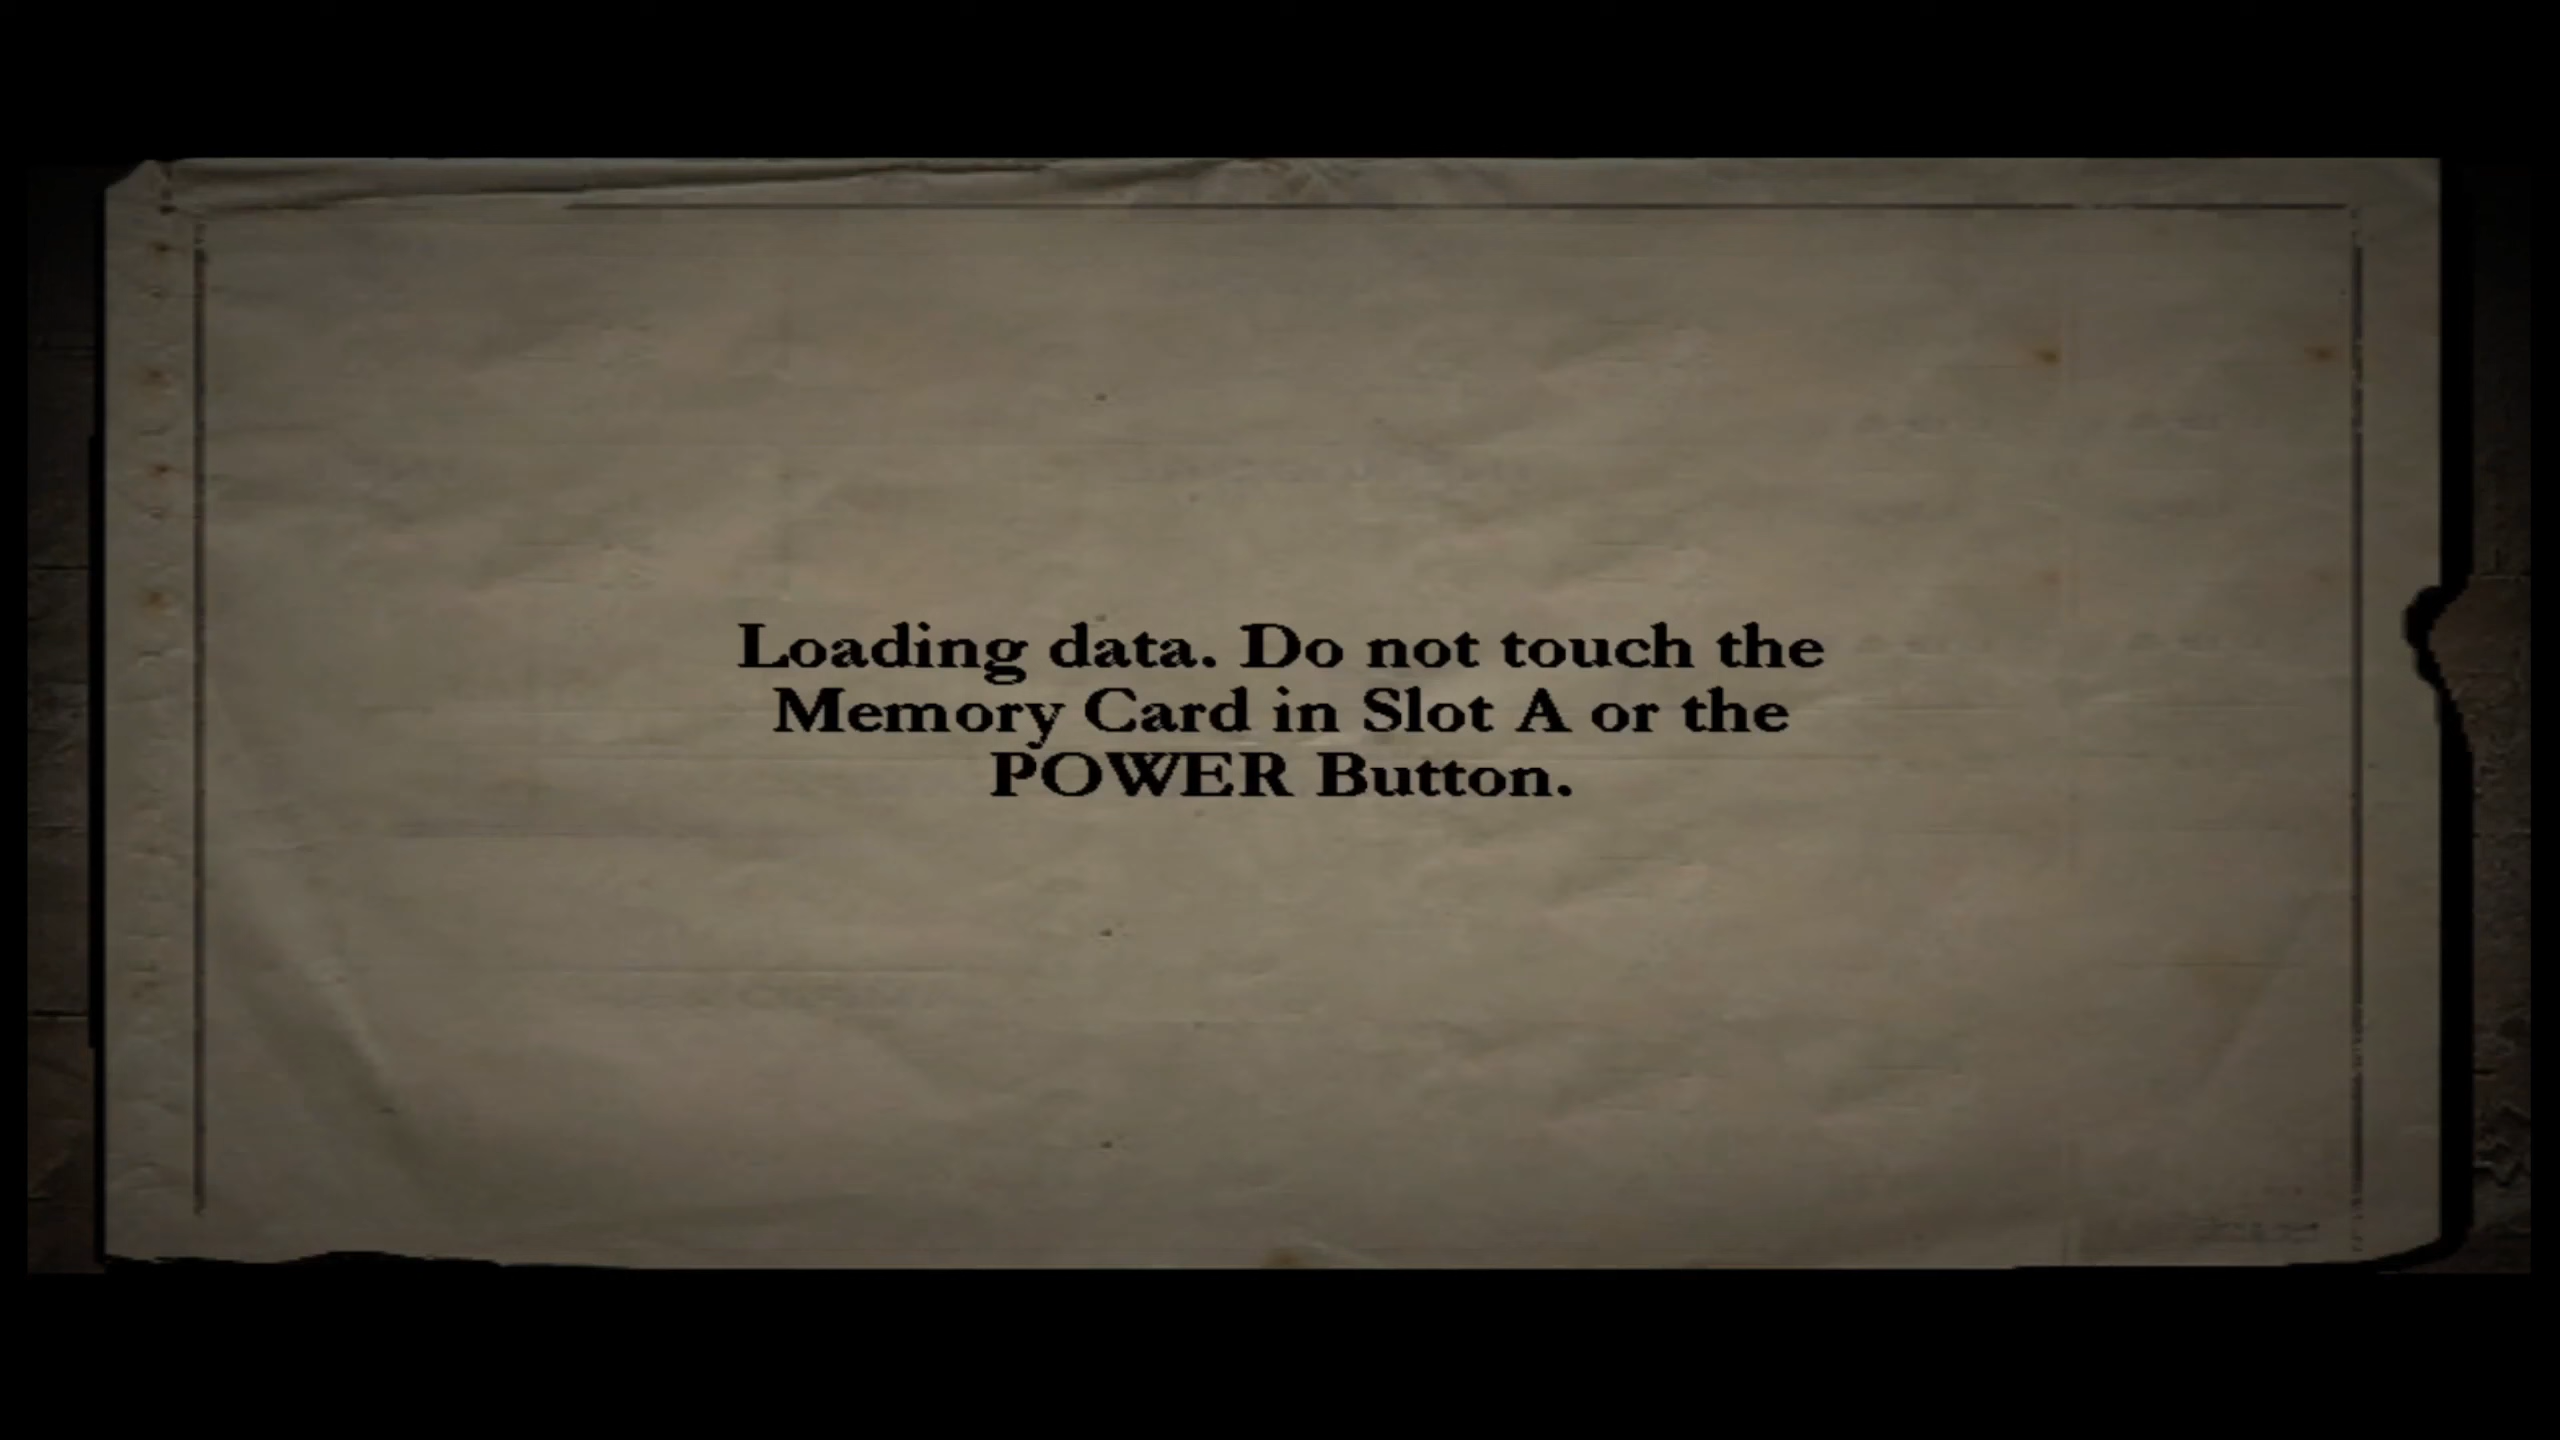 Loading data. Do not touch the
Memory Card in Slot A or the
POWER Button.